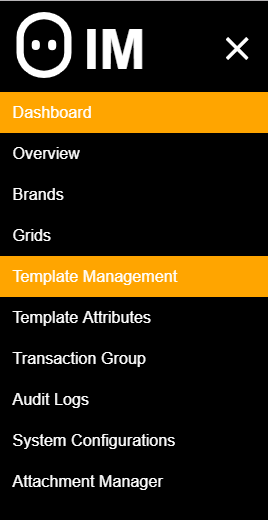 IM
Dashboard
Overview
Brands
Grids
Template Management
Template Attributes
Transaction Group
Audit Logs
System Configurations
Attachment Manager